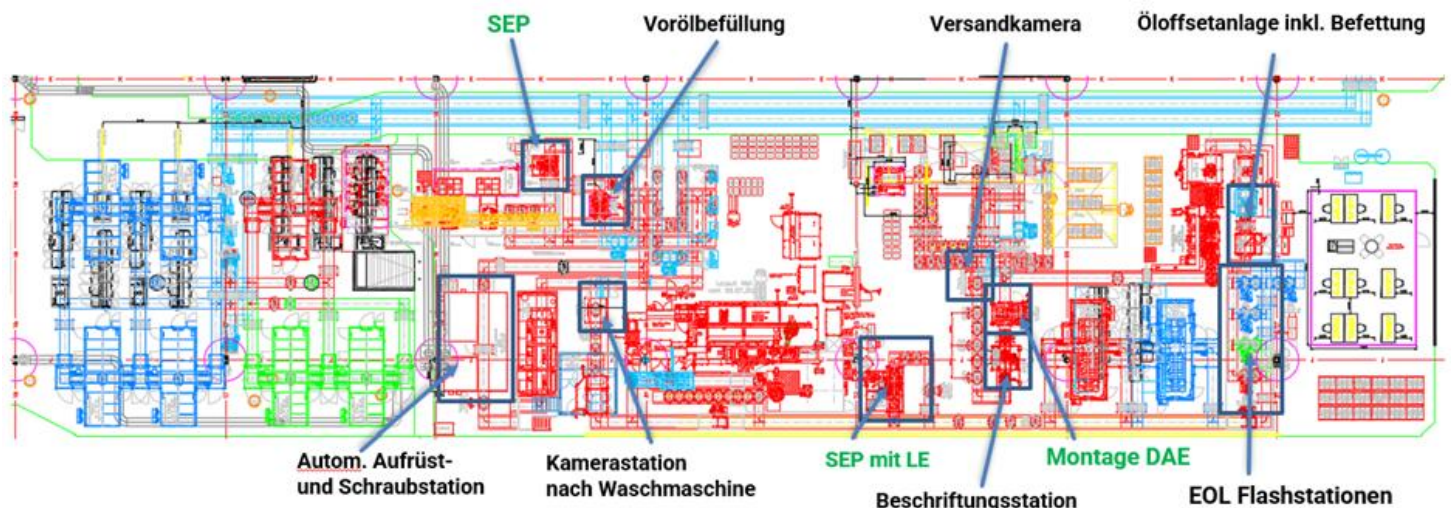 SEP
Vorölbefüllung
Versandkamera
Öloffsetanlage inkl. Befettung
Autom. Aufrüst-
und Schraubstation
Kamerastation
nach Waschmaschine
SEP mit LE
Montage DAE
Beschriftungsstation
EOL Flashstationen